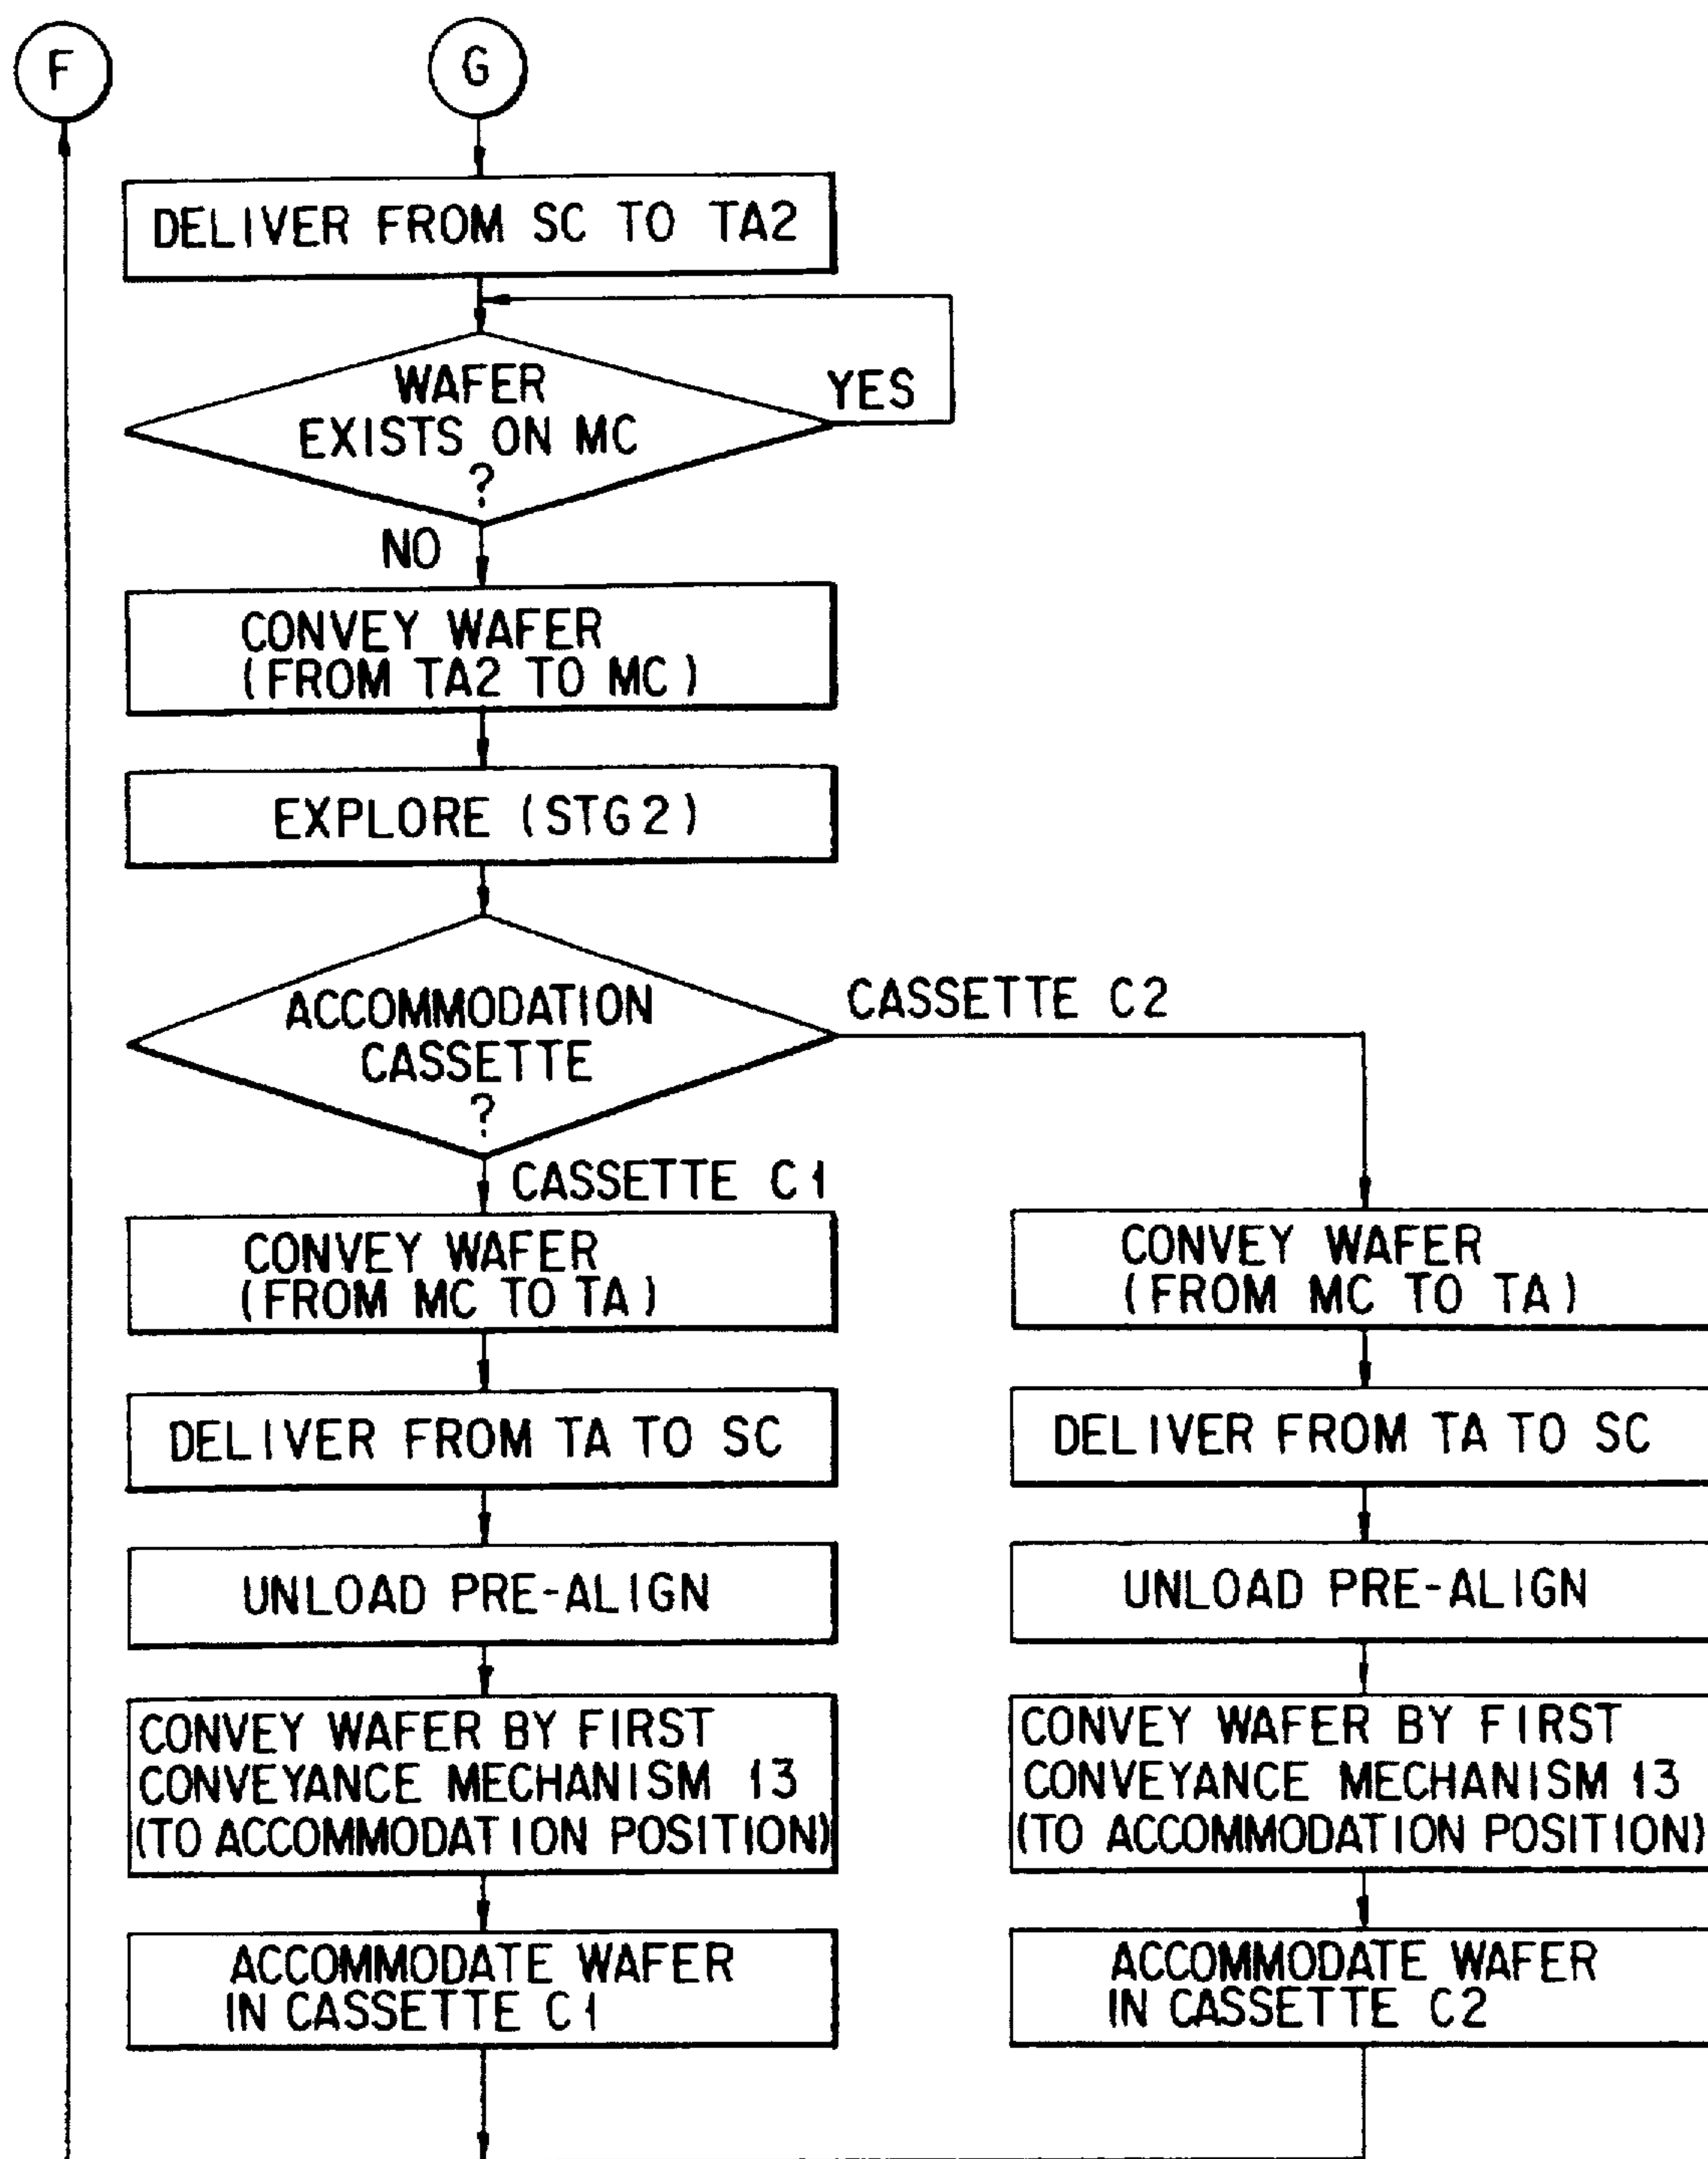 F
G
DELIVER FROM SC TO TA2
WAFER
EXISTS ON MC
?
YES
NO
CONVEY WAFER
(FROM TA2 TO MC)
EXPLORE (STG2)
ACCOMMODATION
CASSETTE
?
CASSETTE C2
CASSETTE C1
CONVEY WAFER
(FROM MC TO TA)
DELIVER FROM TA TO SC
UNLOAD PRE-ALIGN
CONVEY WAFER BY FIRST
CONVEYANCE MECHANISM 13
(TO ACCOMMODATION POSITION)
ACCOMMODATE WAFER
IN CASSETTE C1
CONVEY WAFER
(FROM MC TO TA)
DELIVER FROM TA TO SC
UNLOAD PRE-ALIGN
CONVEY WAFER BY FIRST
CONVEYANCE MECHANISM 13
(TO ACCOMMODATION POSITION)
ACCOMMODATE WAFER
IN CASSETTE C2